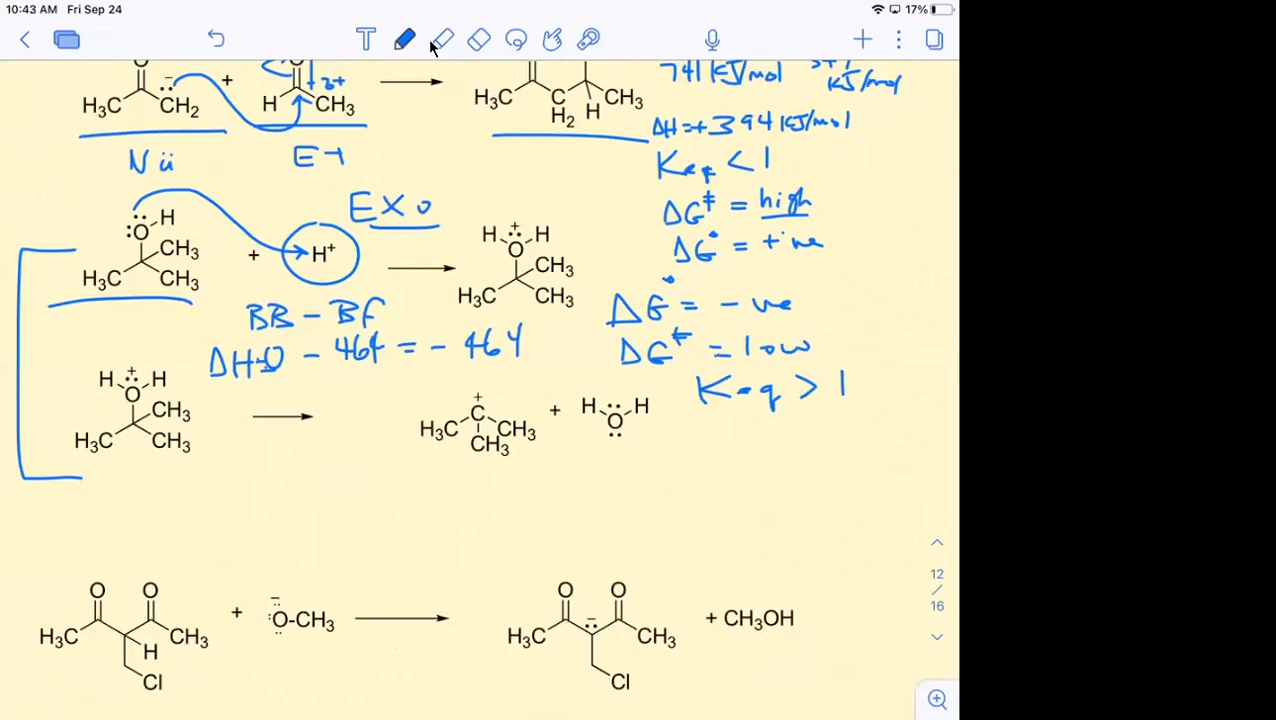 10:43 AM Fri Sep 24
17%
T
741 KJ/mol
KJ/mol
H₃C CH₂ + H CH₃ H₃C C H₂ H CH₃
ΔH=+394 KJ/mol
Nü E+
Keq < 1
ΔG‡ = high
ΔG° = +ve
EXo
:O H
H₃C CH₃ CH₃ + H⁺
H O + H
H₃C CH₃ CH₃
BB - BF
ΔH=0 - 464 = - 464
ΔG° = -ve
ΔG‡ = low
Keq > 1
H O + H
H₃C CH₃ CH₃
H₃C C + CH₃ CH₃ + H O H
12
/
16
O O
H₃C CH₃ H Cl + :O-CH₃
O O
H₃C CH₃ Cl + CH₃OH